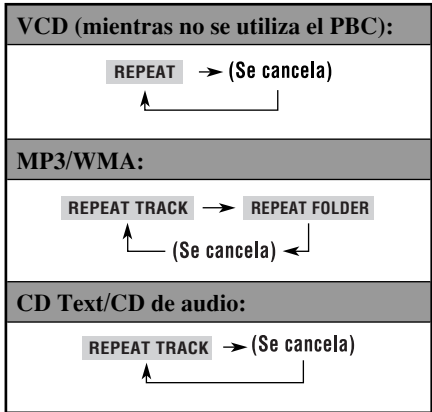 VCD (mientras no se utiliza el PBC):
REPEAT (Se cancela)
MP3/WMA:
REPEAT TRACK REPEAT FOLDER
(Se cancela)
CD Text/CD de audio:
REPEAT TRACK (Se cancela)